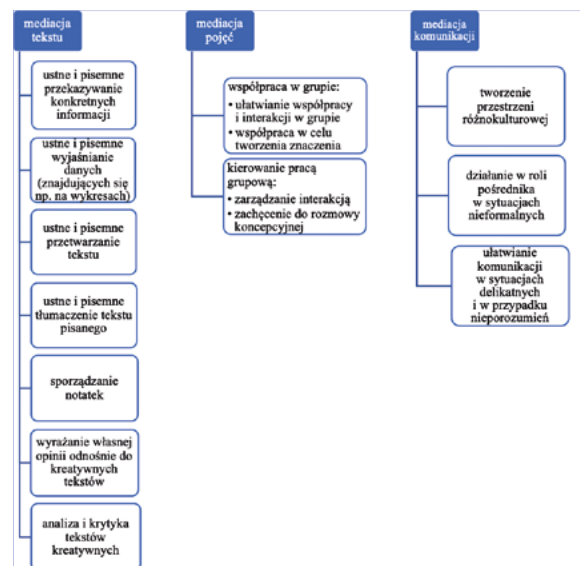 mediacja
tekstu
ustne i pisemne
przekazywanie
konkretnych
informacji
ustne i pisemne
wyjaśnianie
danych
(znajdujących się
np. na wykresach)
ustne i pisemne
przetwarzanie
tekstu
ustne i pisemne
tłumaczenie tekstu
pisanego
sporządzanie
notatek
wyrażanie własnej
opinii odnośnie do
kreatywnych
tekstów
analiza i krytyka
tekstów
kreatywnych
mediacja
pojęć
współpraca w grupie:
• ułatwianie współpracy
i interakcji w grupie
• współpraca w celu
tworzenia znaczenia
kierowanie pracą
grupową:
• zarządzanie interakcją
• zachęcenie do rozmowy
koncepcyjnej
mediacja
komunikacji
tworzenie
przestrzeni
różnokulturowej
działanie w roli
pośrednika
w sytuacjach
nieformalnych
ułatwianie
komunikacji
w sytuacjach
delikatnych
i w przypadku
nieporozumień